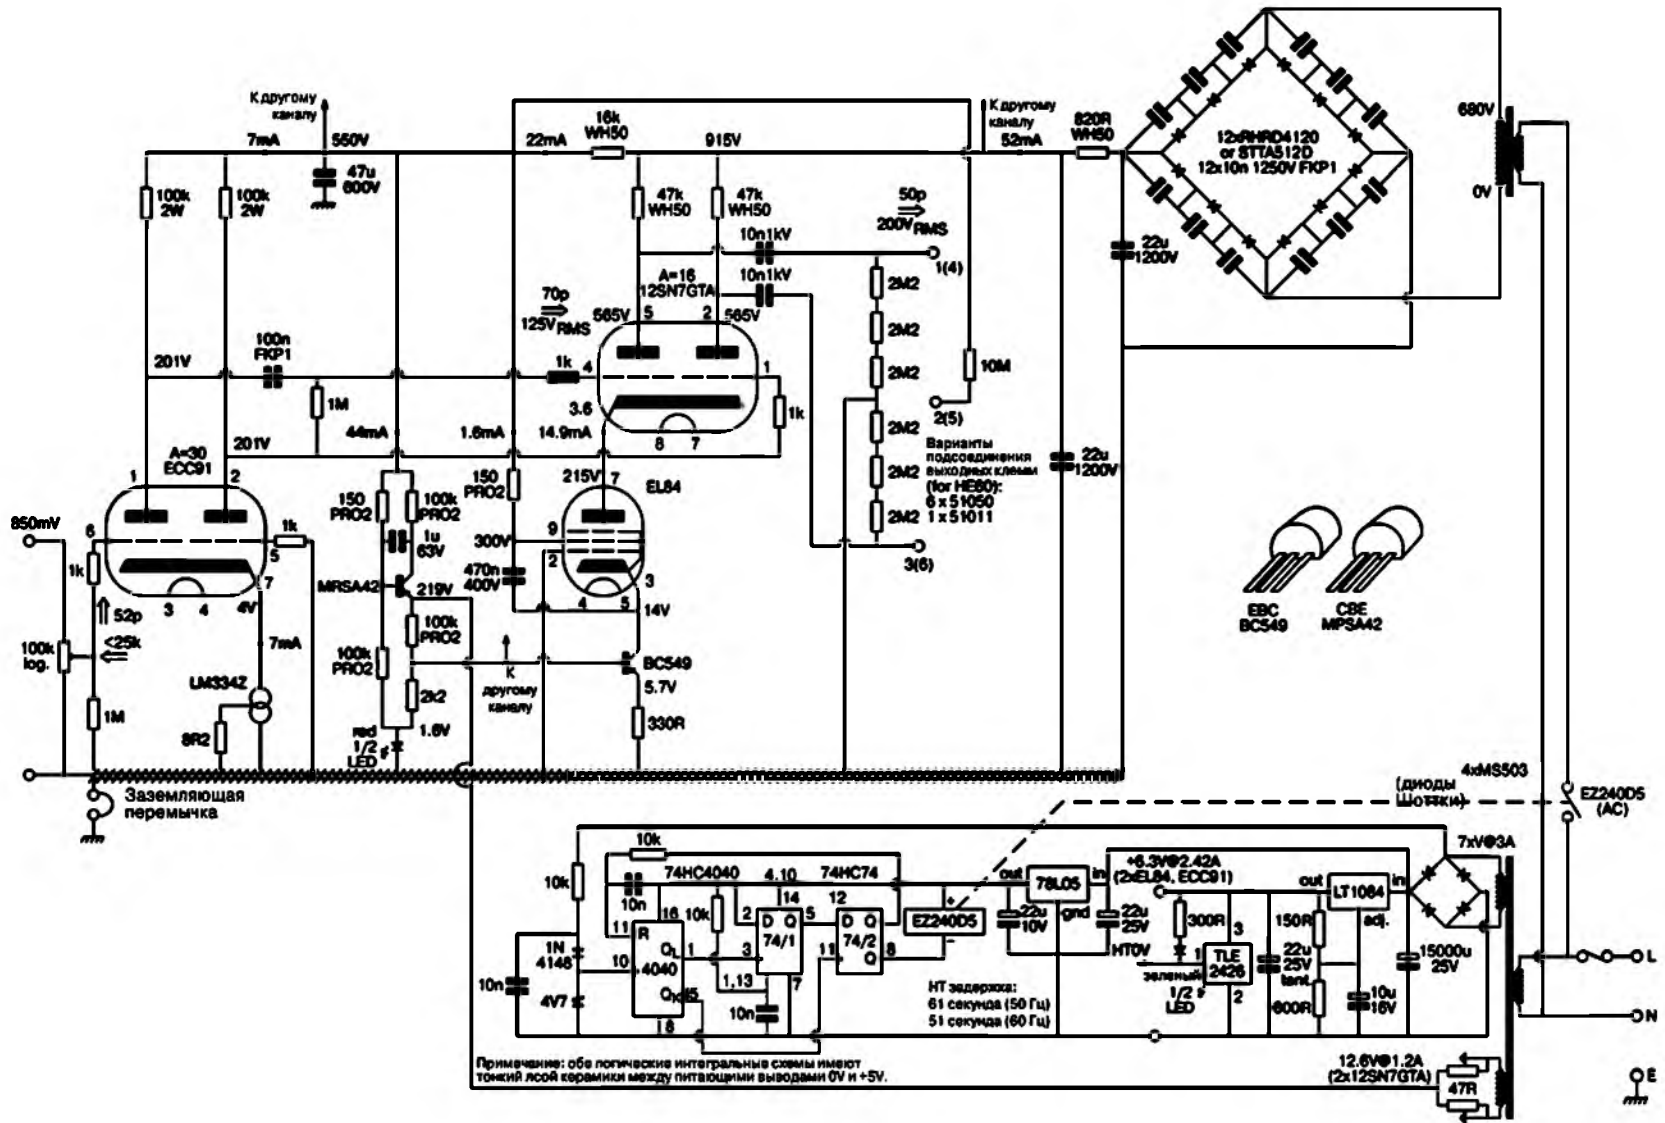 К другому
каналу
7mA
550V
47u
600V
100k
2W
100k
2W
16k
WH50
22mA
915V
К другому
каналу
52mA
820R
WH50
12xRHRD4120
or STTA512D
12x10n 1250V FKP1
680V
0V
47k
WH50
47k
WH50
50p
200VRMS
10n1kV
10n1kV
1(4)
22u
1200V
A=16
12SN7GTA
70p
125VRMS
565V
5
2
565V
2M2
2M2
2M2
2M2
2M2
2M2
10M
2(5)
3(6)
201V
100n
FKP1
1M
1k
4
1
1k
3.6
8
7
44mA
1.6mA
14.9mA
201V
A=30
ECC91
1
2
850mV
6
1k
5
1k
7
3
4
4V
52p
<25k
100k
log.
7mA
LM334Z
8R2
1M
150
PRO2
100k
PRO2
1u
63V
MRSA42
219V
100k
PRO2
100k
PRO2
2k2
1.6V
red
1/2
LED
150
PRO2
215V
7
EL84
300V
9
2
470n
400V
3
4
5
14V
К
другому
каналу
BC549
5.7V
330R
Варианты
подсоединения
выходных клемм
(for HE60):
6 x 51050
1 x 51011
22u
1200V
EBC
BC549
CBE
MPSA42
Заземляющая
перемычка
4xMS503
(диоды
Шоттки)
EZ240D5
(AC)
7xV@3A
10k
10k
74HC4040
4.10
74HC74
10n
10k
14
12
16
11
R
QL
1
10
4040
QK
15
8
2
D
Q
5
3
74/1
1,13
7
10n
D
Q
11
74/2
Q
8
EZ240D5
+
–
1N
4148
4V7
10n
out
78L05
in
gnd
22u
10V
22u
25V
HT0V
+6.3V@2.42A
(2xEL84, ECC91)
300R
зеленый
1/2
LED
3
1
TLE
2426
2
out
LT1084
in
adj.
150R
22u
25V
tant.
600R
10u
16V
15000u
25V
НТ задержка:
61 секунда (50 Гц)
51 секунда (60 Гц)
L
N
E
12.6V@1.2A
(2x12SN7GTA)
47R
Примечание: обе логические интегральные схемы имеют
тонкий лсой керамики между питающими выводами 0V и +5V.